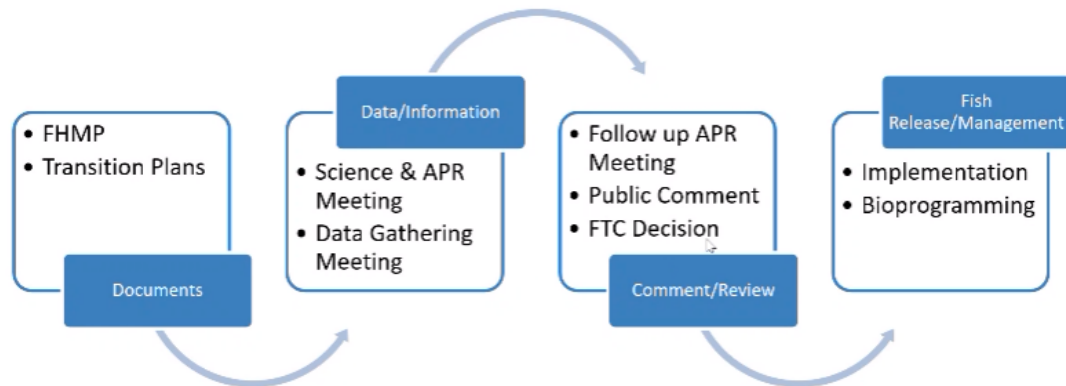 • FHMP
• Transition Plans
Documents
Data/Information
• Science & APR
Meeting
• Data Gathering
Meeting
• Follow up APR
Meeting
• Public Comment
• FTC Decision
Comment/Review
Fish
Release/Management
• Implementation
• Bioprogramming